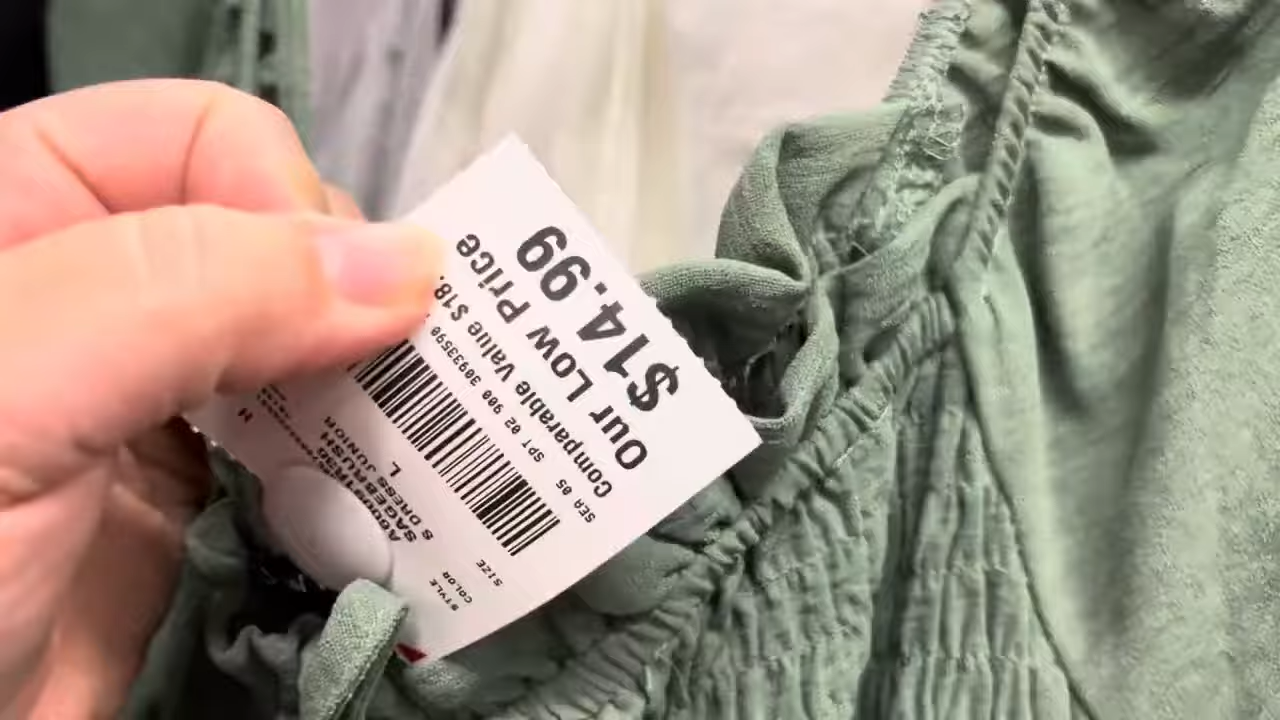 STYLE
COLOR SAGEBRUSH
S DRESS JUNIOR
SIZE L
SEA 05 SPT 02 900 30933590
Comparable Value $18.
Our Low Price
$14.99